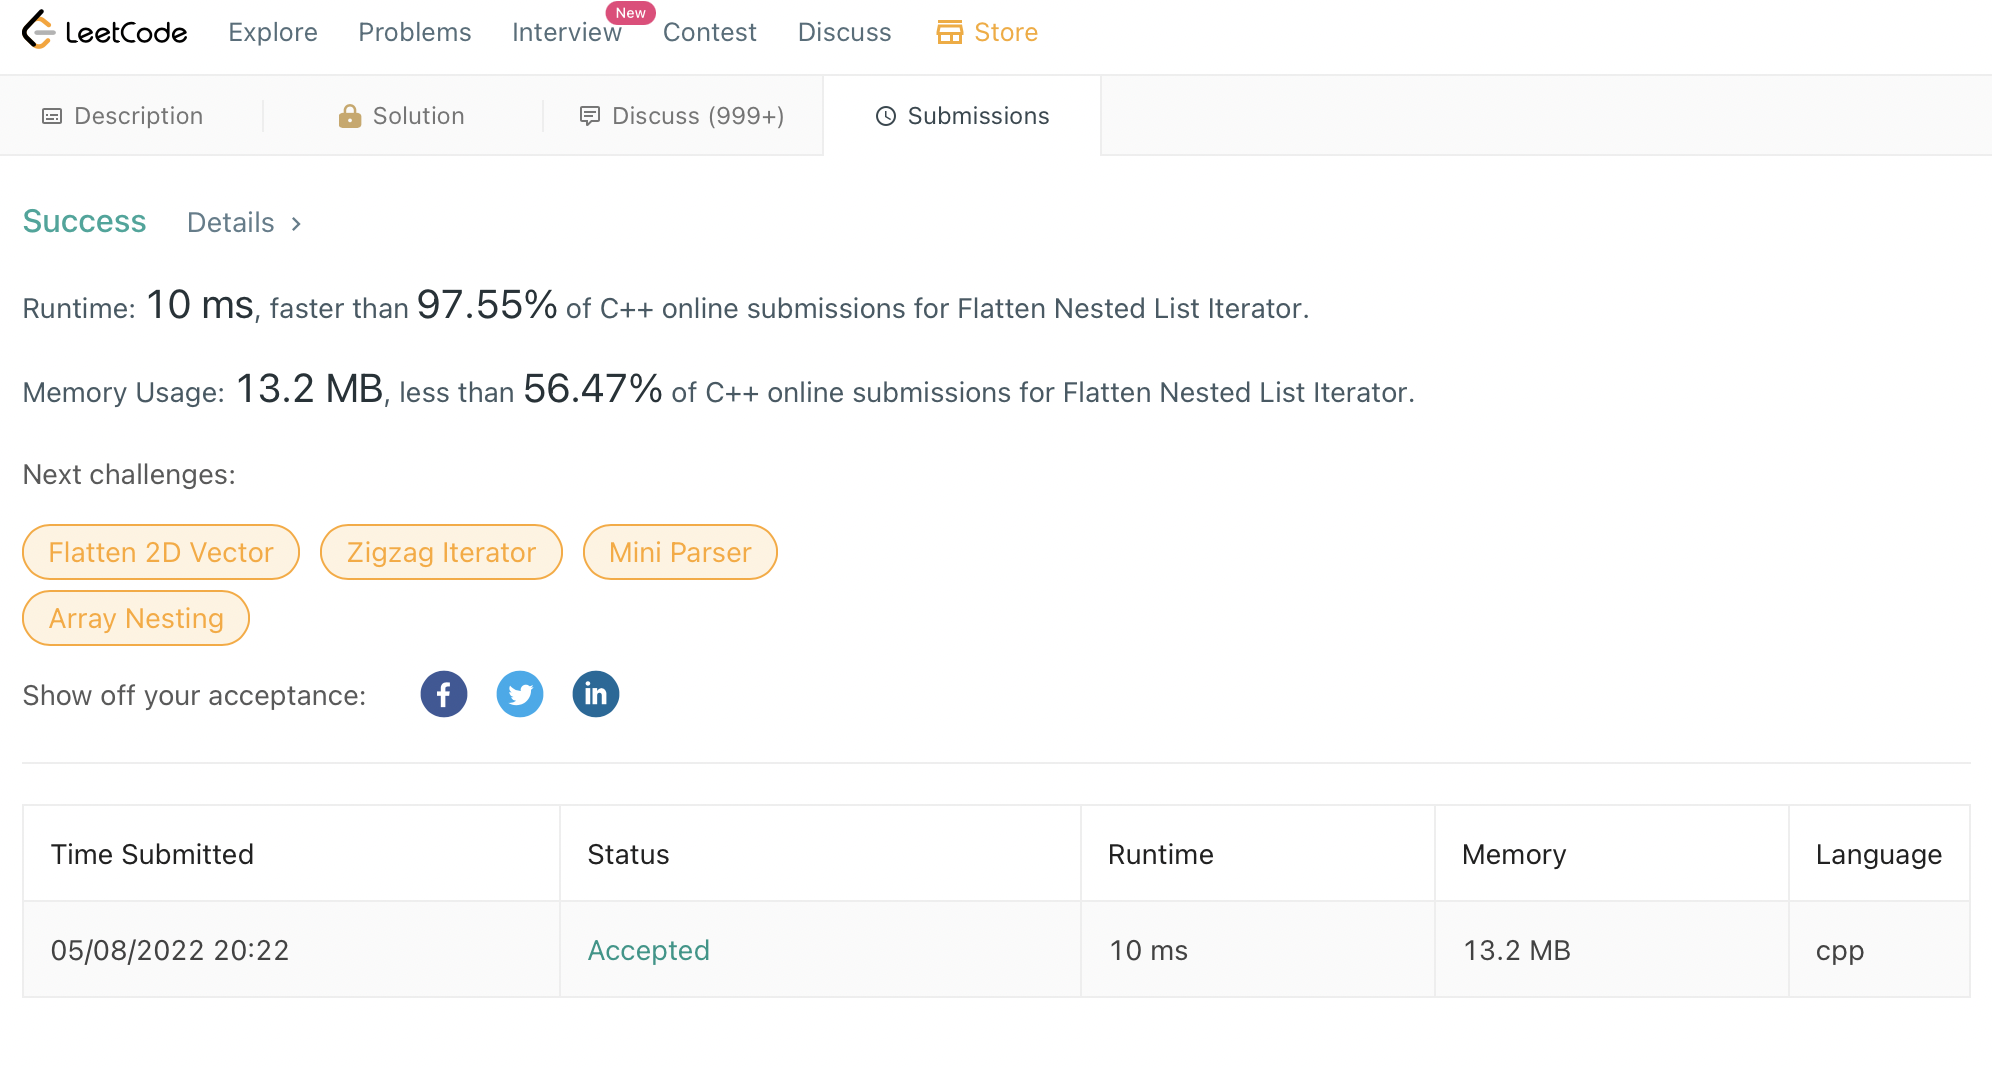 LeetCode Explore Problems Interview New Contest Discuss Store
Description Solution Discuss (999+) Submissions
Success Details >
Runtime: 10 ms, faster than 97.55% of C++ online submissions for Flatten Nested List Iterator.
Memory Usage: 13.2 MB, less than 56.47% of C++ online submissions for Flatten Nested List Iterator.
Next challenges:
Flatten 2D Vector Zigzag Iterator Mini Parser
Array Nesting
Show off your acceptance: f in
Time Submitted Status Runtime Memory Language
05/08/2022 20:22 Accepted 10 ms 13.2 MB cpp